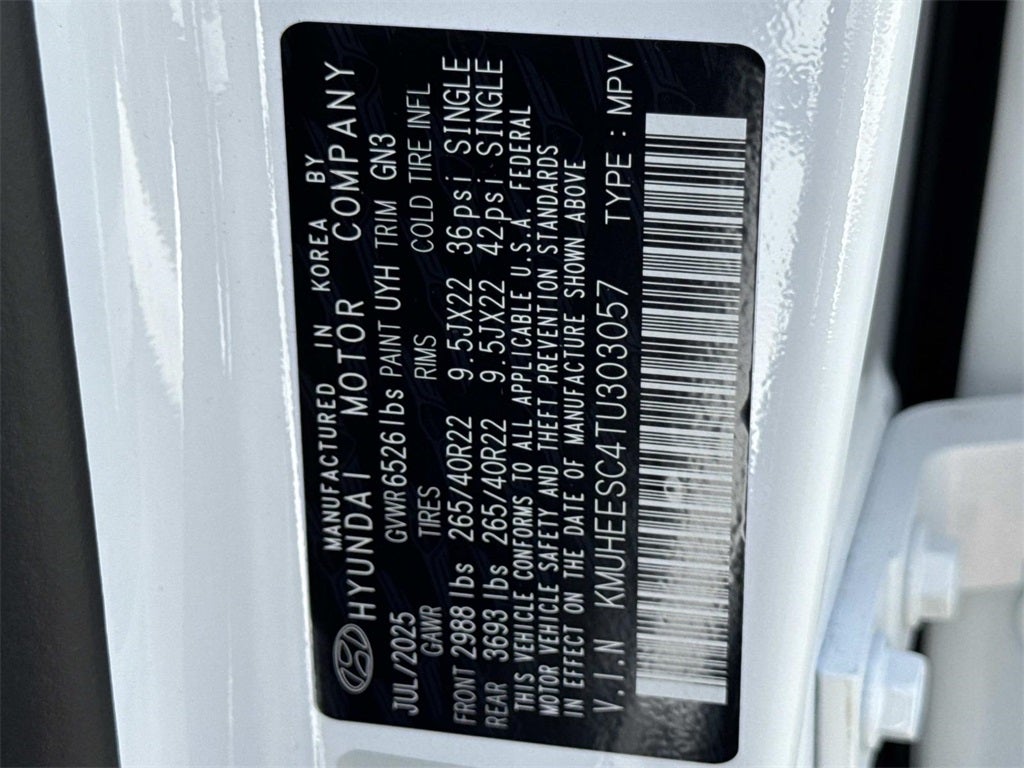 MANUFACTURED IN KOREA BY
HYUNDAI MOTOR COMPANY
JUL/2025 GVWR6526lbs PAINT UYH TRIM GN3
GAWR TIRES RIMS COLD TIRE INFL
FRONT 2988lbs 265/40R22 9.5JX22 36psi SINGLE
REAR 3693lbs 265/40R22 9.5JX22 42psi SINGLE
THIS VEHICLE CONFORMS TO ALL APPLICABLE U.S.A. FEDERAL
MOTOR VEHICLE SAFETY AND THEFT PREVENTION STANDARDS
IN EFFECT ON THE DATE OF MANUFACTURE SHOWN ABOVE
V.I.N KMUHEESC4TU303057 TYPE : MPV